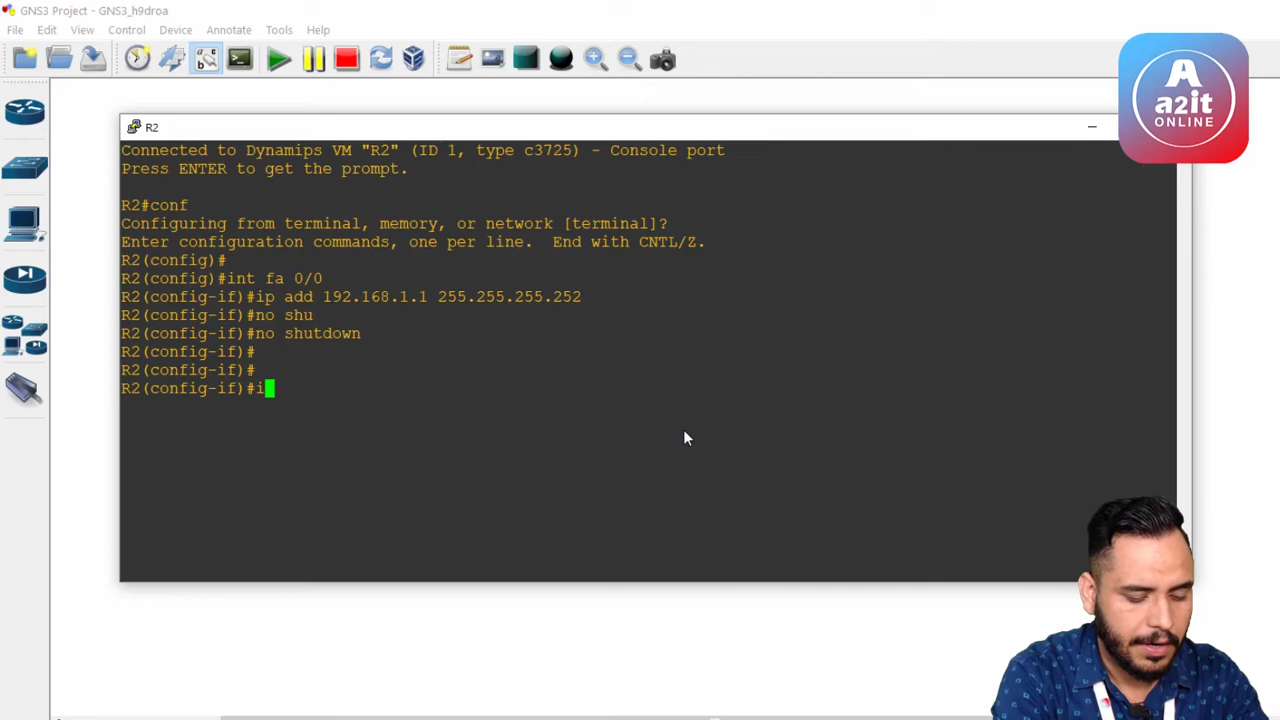 GNS3 Project - GNS3_h9droa
File Edit View Control Device Annotate Tools Help
A
a2it
ONLINE
R2
Connected to Dynamips VM "R2" (ID 1, type c3725) - Console port
Press ENTER to get the prompt.
R2#conf
Configuring from terminal, memory, or network [terminal]?
Enter configuration commands, one per line.  End with CNTL/Z.
R2(config)#
R2(config)#int fa 0/0
R2(config-if)#ip add 192.168.1.1 255.255.255.252
R2(config-if)#no shu
R2(config-if)#no shutdown
R2(config-if)#
R2(config-if)#
R2(config-if)#i